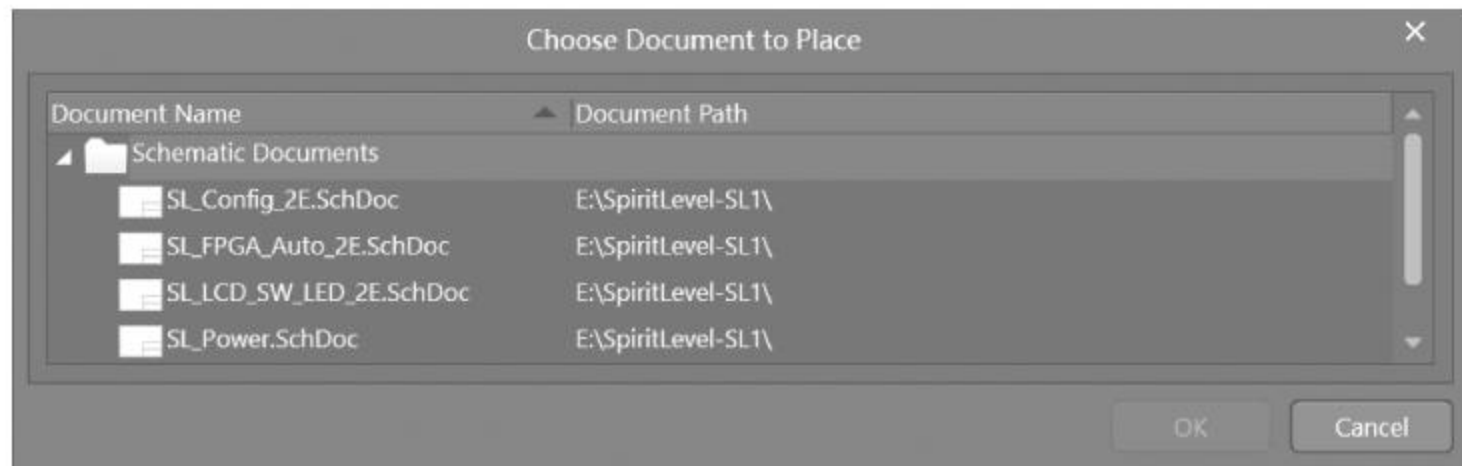 Choose Document to Place
Document Name Document Path
Schematic Documents
SL_Config_2E.SchDoc E:\SpiritLevel-SL1\
SL_FPGA_Auto_2E.SchDoc E:\SpiritLevel-SL1\
SL_LCD_SW_LED_2E.SchDoc E:\SpiritLevel-SL1\
SL_Power.SchDoc E:\SpiritLevel-SL1\
OK Cancel